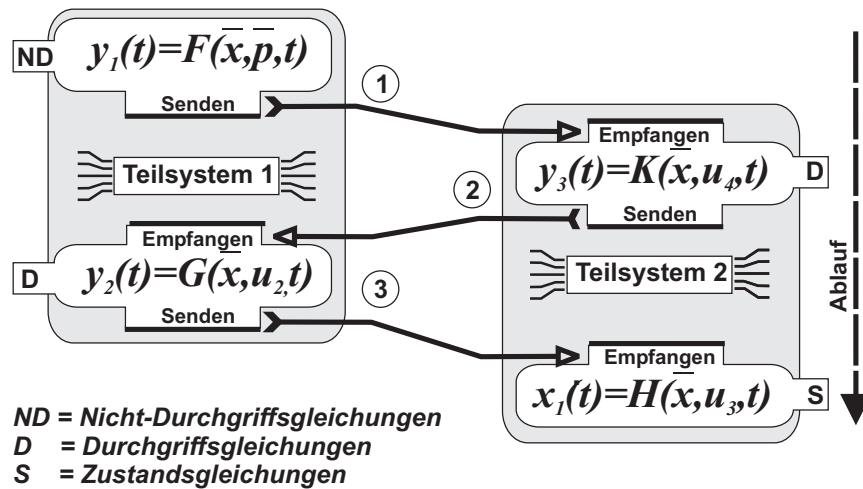 ND
y₁(t)=F(x̅,p̅,t)
Senden
1
Empfangen
Teilsystem 1
y₃(t)=K(x̅,u₄,t)
D
2
Senden
Empfangen
D
y₂(t)=G(x̅,u₂,t)
Teilsystem 2
Ablauf
3
Senden
Empfangen
ẋ₁(t)=H(x̅,u₃,t)
S
ND = Nicht-Durchgriffsgleichungen
D = Durchgriffsgleichungen
S = Zustandsgleichungen